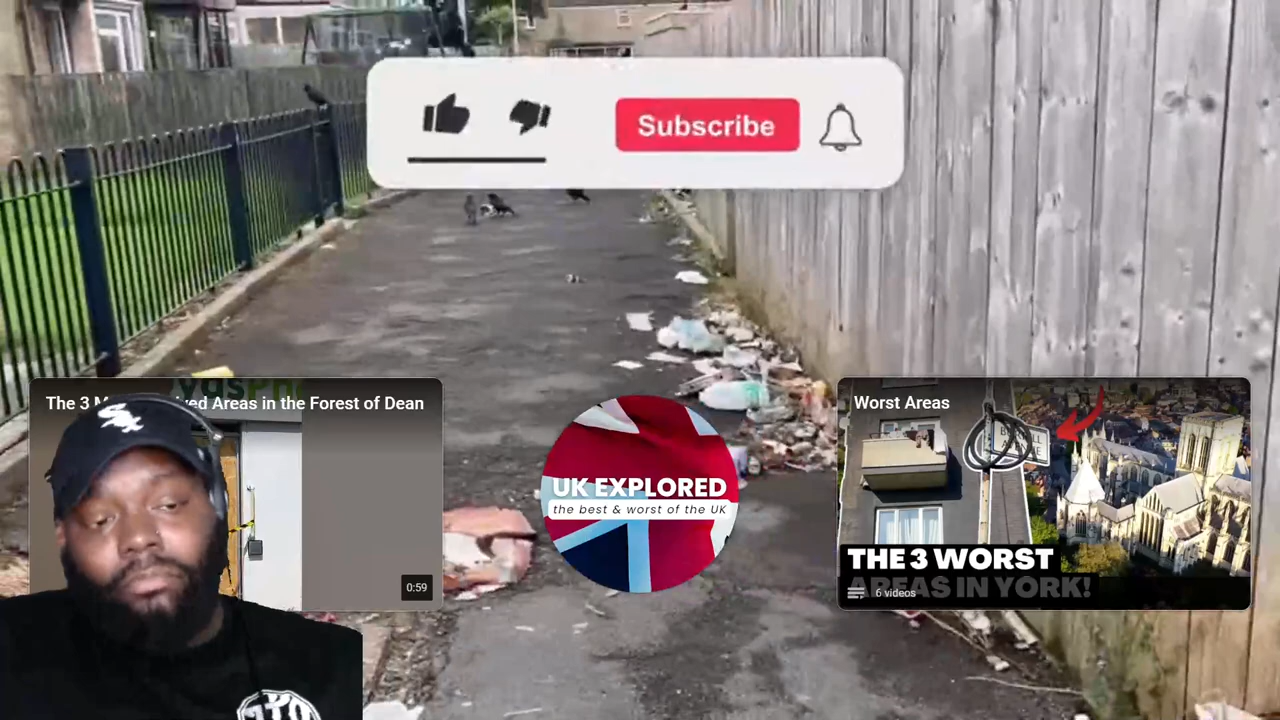 Subscribe
The 3 M ved Areas in the Forest of Dean
0:59
UK EXPLORED
the best & worst of the UK
Worst Areas
THE 3 WORST
AREAS IN YORK!
6 videos